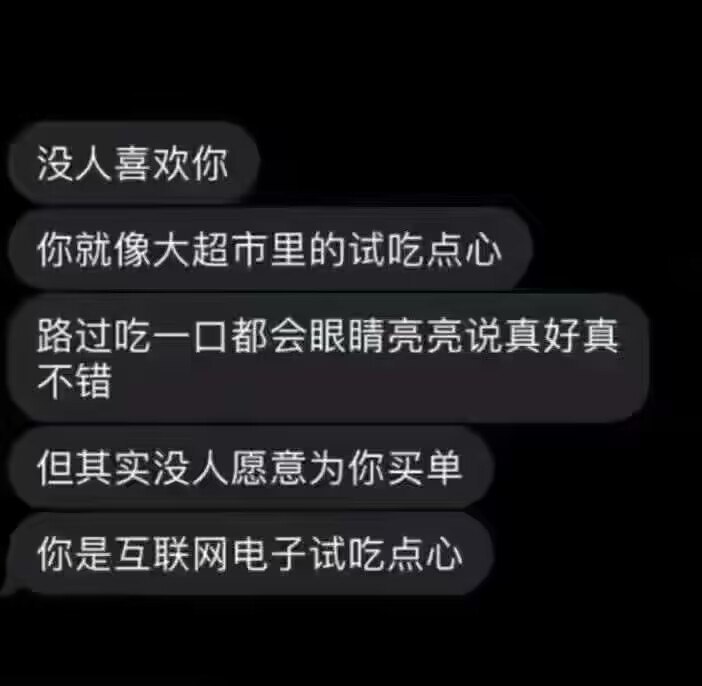 没人喜欢你
你就像大超市里的试吃点心
路过吃一口都会眼睛亮亮说真好真
不错
但其实没人愿意为你买单
你是互联网电子试吃点心